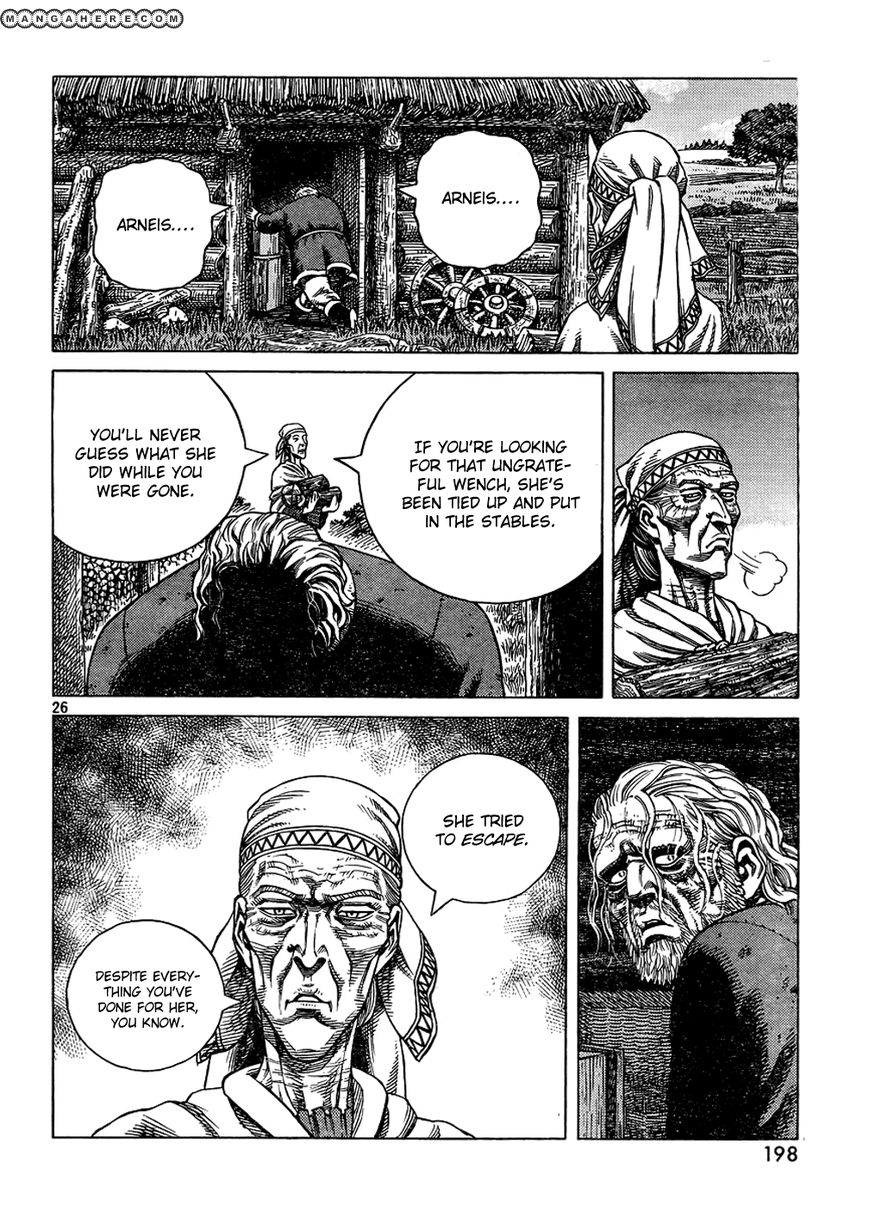 MANGAHERE.COM
ARNEIS....
ARNEIS....
IF YOU'RE LOOKING
FOR THAT UNGRATE-
FUL WENCH, SHE'S
BEEN TIED UP AND PUT
IN THE STABLES.
YOU'LL NEVER
GUESS WHAT SHE
DID WHILE YOU
WERE GONE.
26
SHE TRIED
TO ESCAPE.
DESPITE EVERY-
THING YOU'VE
DONE FOR HER,
YOU KNOW.
198